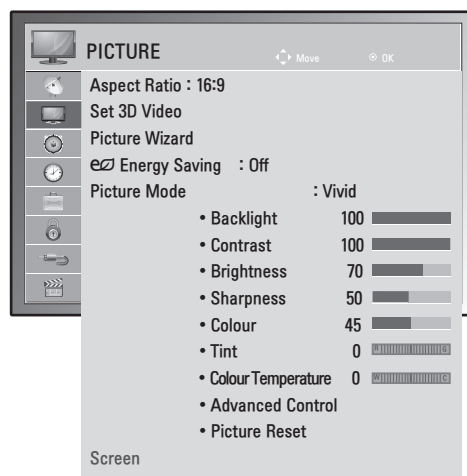 PICTURE
Move
OK
Aspect Ratio : 16:9
Set 3D Video
Picture Wizard
Energy Saving : Off
Picture Mode : Vivid
• Backlight 100
• Contrast 100
• Brightness 70
• Sharpness 50
• Colour 45
• Tint 0 R G
• Colour Temperature 0 W C
• Advanced Control
• Picture Reset
Screen